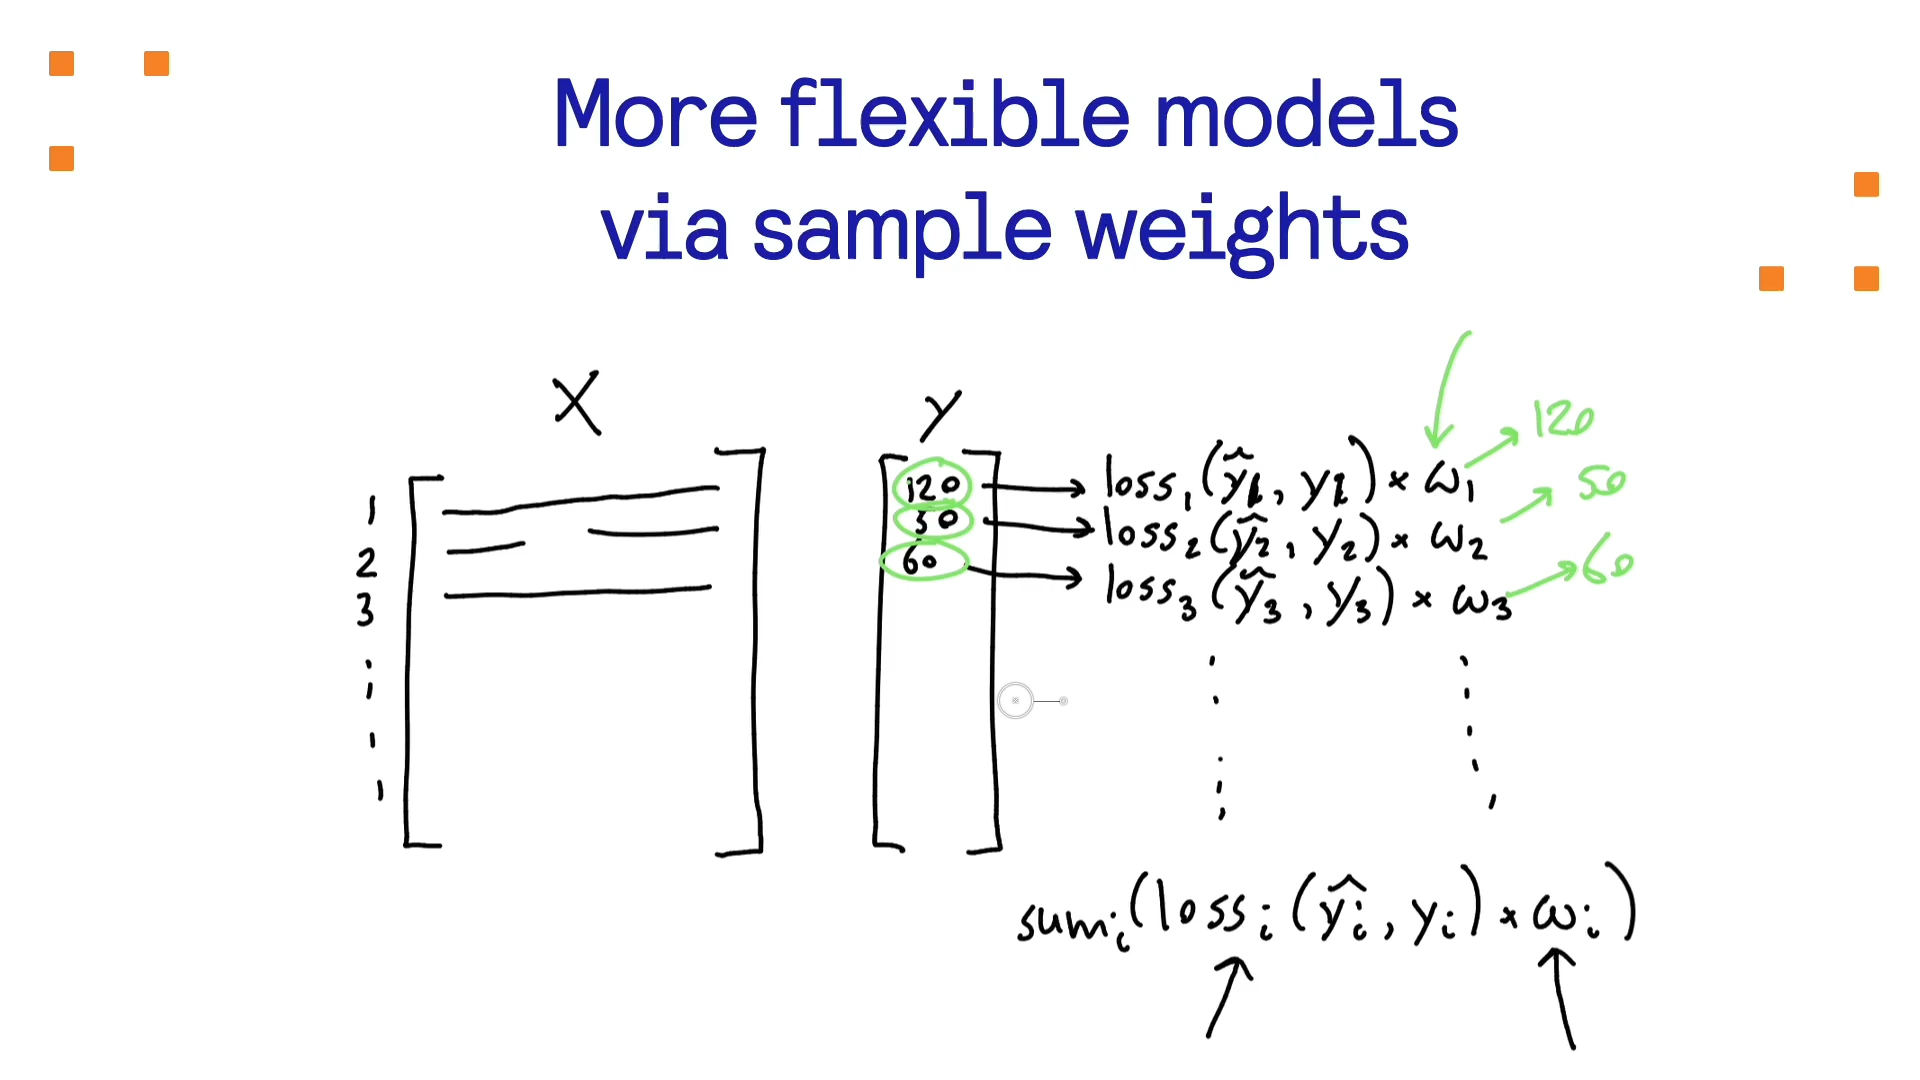 More flexible models
via sample weights
X
y
1
2
3
120
50
60
loss₁(ŷ₁, y₁) × ω₁
loss₂(ŷ₂, y₂) × ω₂
loss₃(ŷ₃, y₃) × ω₃
120
50
60
sumᵢ(lossᵢ(ŷᵢ, yᵢ) × ωᵢ)